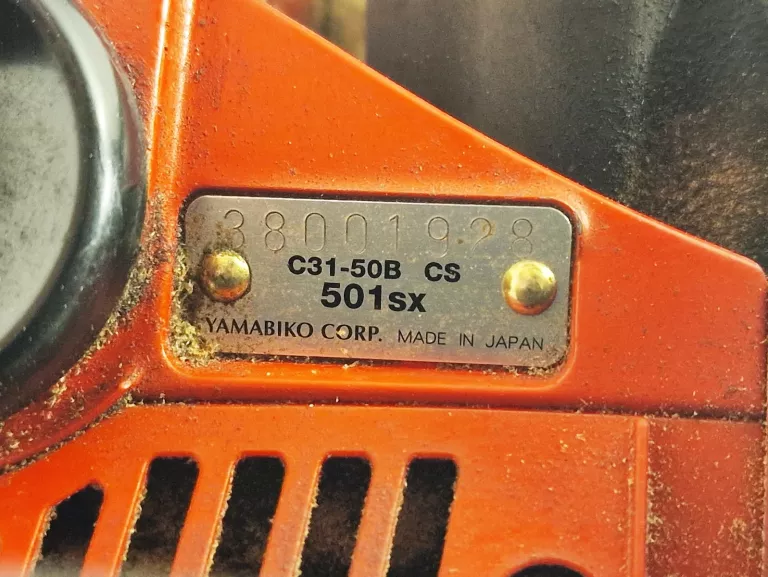 38001928
C31-50B CS
501sx
YAMABIKO CORP. MADE IN JAPAN